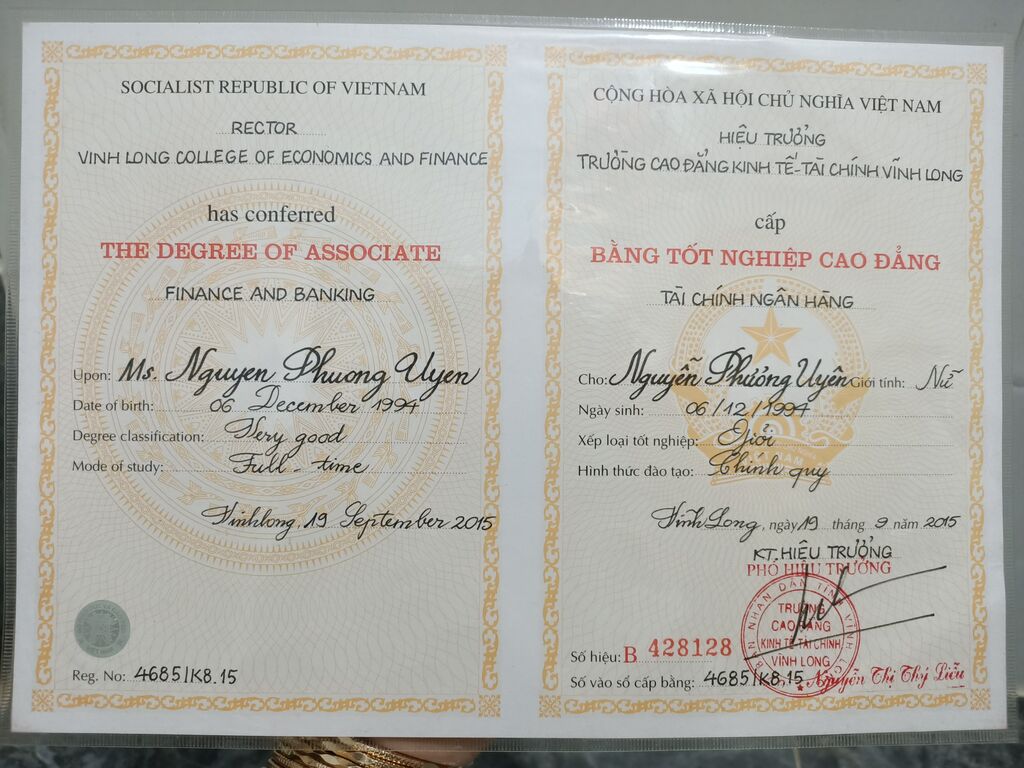 SOCIALIST REPUBLIC OF VIETNAM
RECTOR
VINH LONG COLLEGE OF ECONOMICS AND FINANCE
has conferred
THE DEGREE OF ASSOCIATE
FINANCE AND BANKING
Upon: Ms. Nguyen Phuong Uyen
Date of birth: 06 December 1994
Degree classification: Very good
Mode of study: Full - time
Vinhlong, 19 September 2015
Reg. No: 4685/K8.15
CỘNG HÒA XÃ HỘI CHỦ NGHĨA VIỆT NAM
HIỆU TRƯỞNG
TRƯỜNG CAO ĐẲNG KINH TẾ-TÀI CHÍNH VĨNH LONG
cấp
BẰNG TỐT NGHIỆP CAO ĐẲNG
TÀI CHÍNH NGÂN HÀNG
Cho: Nguyễn Phương Uyên Giới tính: Nữ
Ngày sinh: 06/12/1994
Xếp loại tốt nghiệp: Giỏi
Hình thức đào tạo: Chính quy
Vĩnh Long, ngày 19 tháng 9 năm 2015
KT. HIỆU TRƯỞNG
PHÓ HIỆU TRƯỞNG
TRƯỜNG
CAO ĐẲNG
KINH TẾ-TÀI CHÍNH
VĨNH LONG
Số hiệu: B 428128
Số vào sổ cấp bằng: 4685/K8.15
Nguyễn Thị Thý Liễu